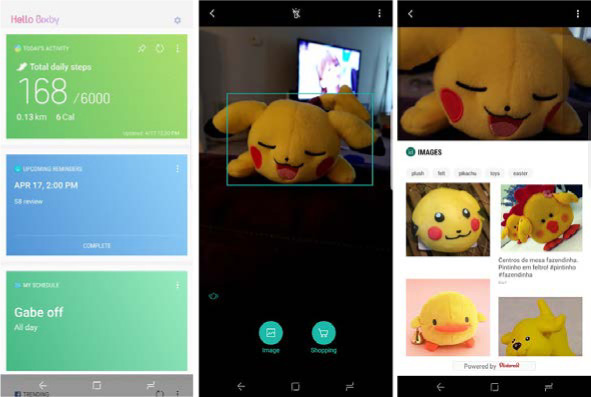 Hello Bixby
TODAY'S ACTIVITY
Total daily steps
168 /6000
0.13 km 6 Cal
Updated: 4/17 12:30 PM
UPCOMING REMINDERS
APR 17, 2:00 PM
S8 review
COMPLETE
MY SCHEDULE
Gabe off
All day
TRENDING
Image
Shopping
IMAGES
plush
felt
pikachu
toys
easter
Centros de mesa fazendinha.
Pintinho em feltro! #pintinho
#fazendinha
Powered by Pinterest